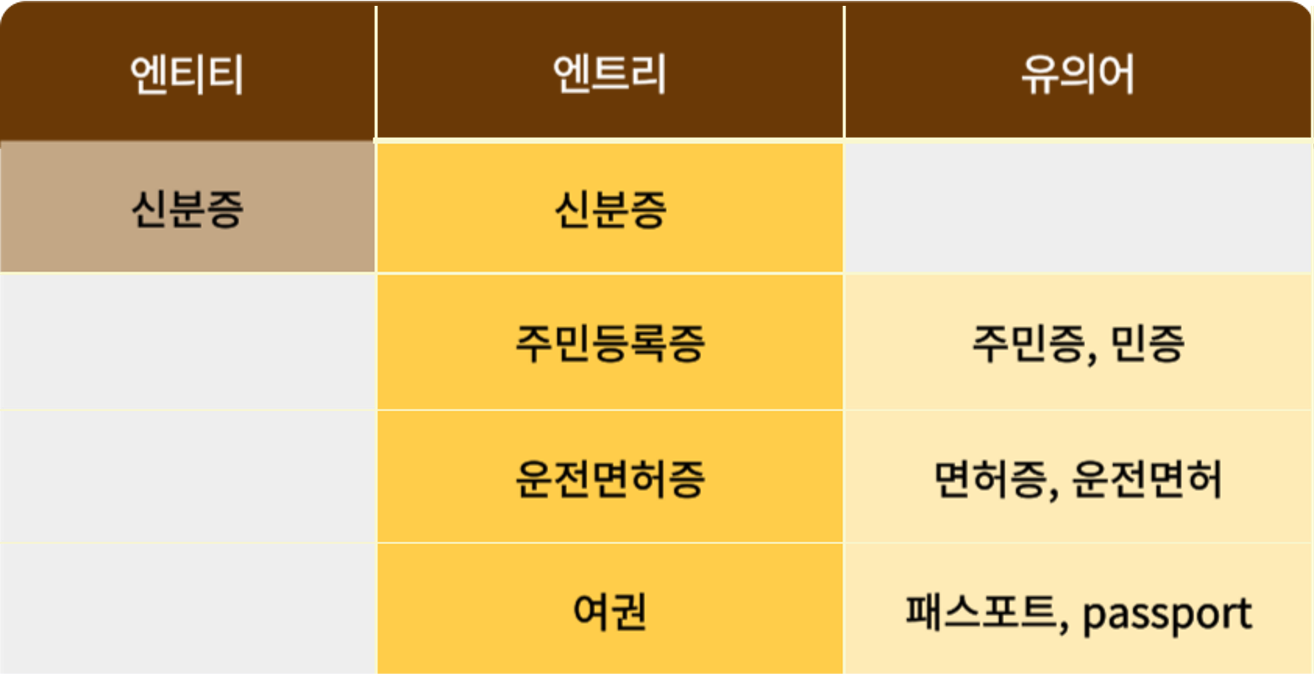 엔티티 엔트리 유의어
신분증 신분증
주민등록증 주민증, 민증
운전면허증 면허증, 운전면허
여권 패스포트, passport